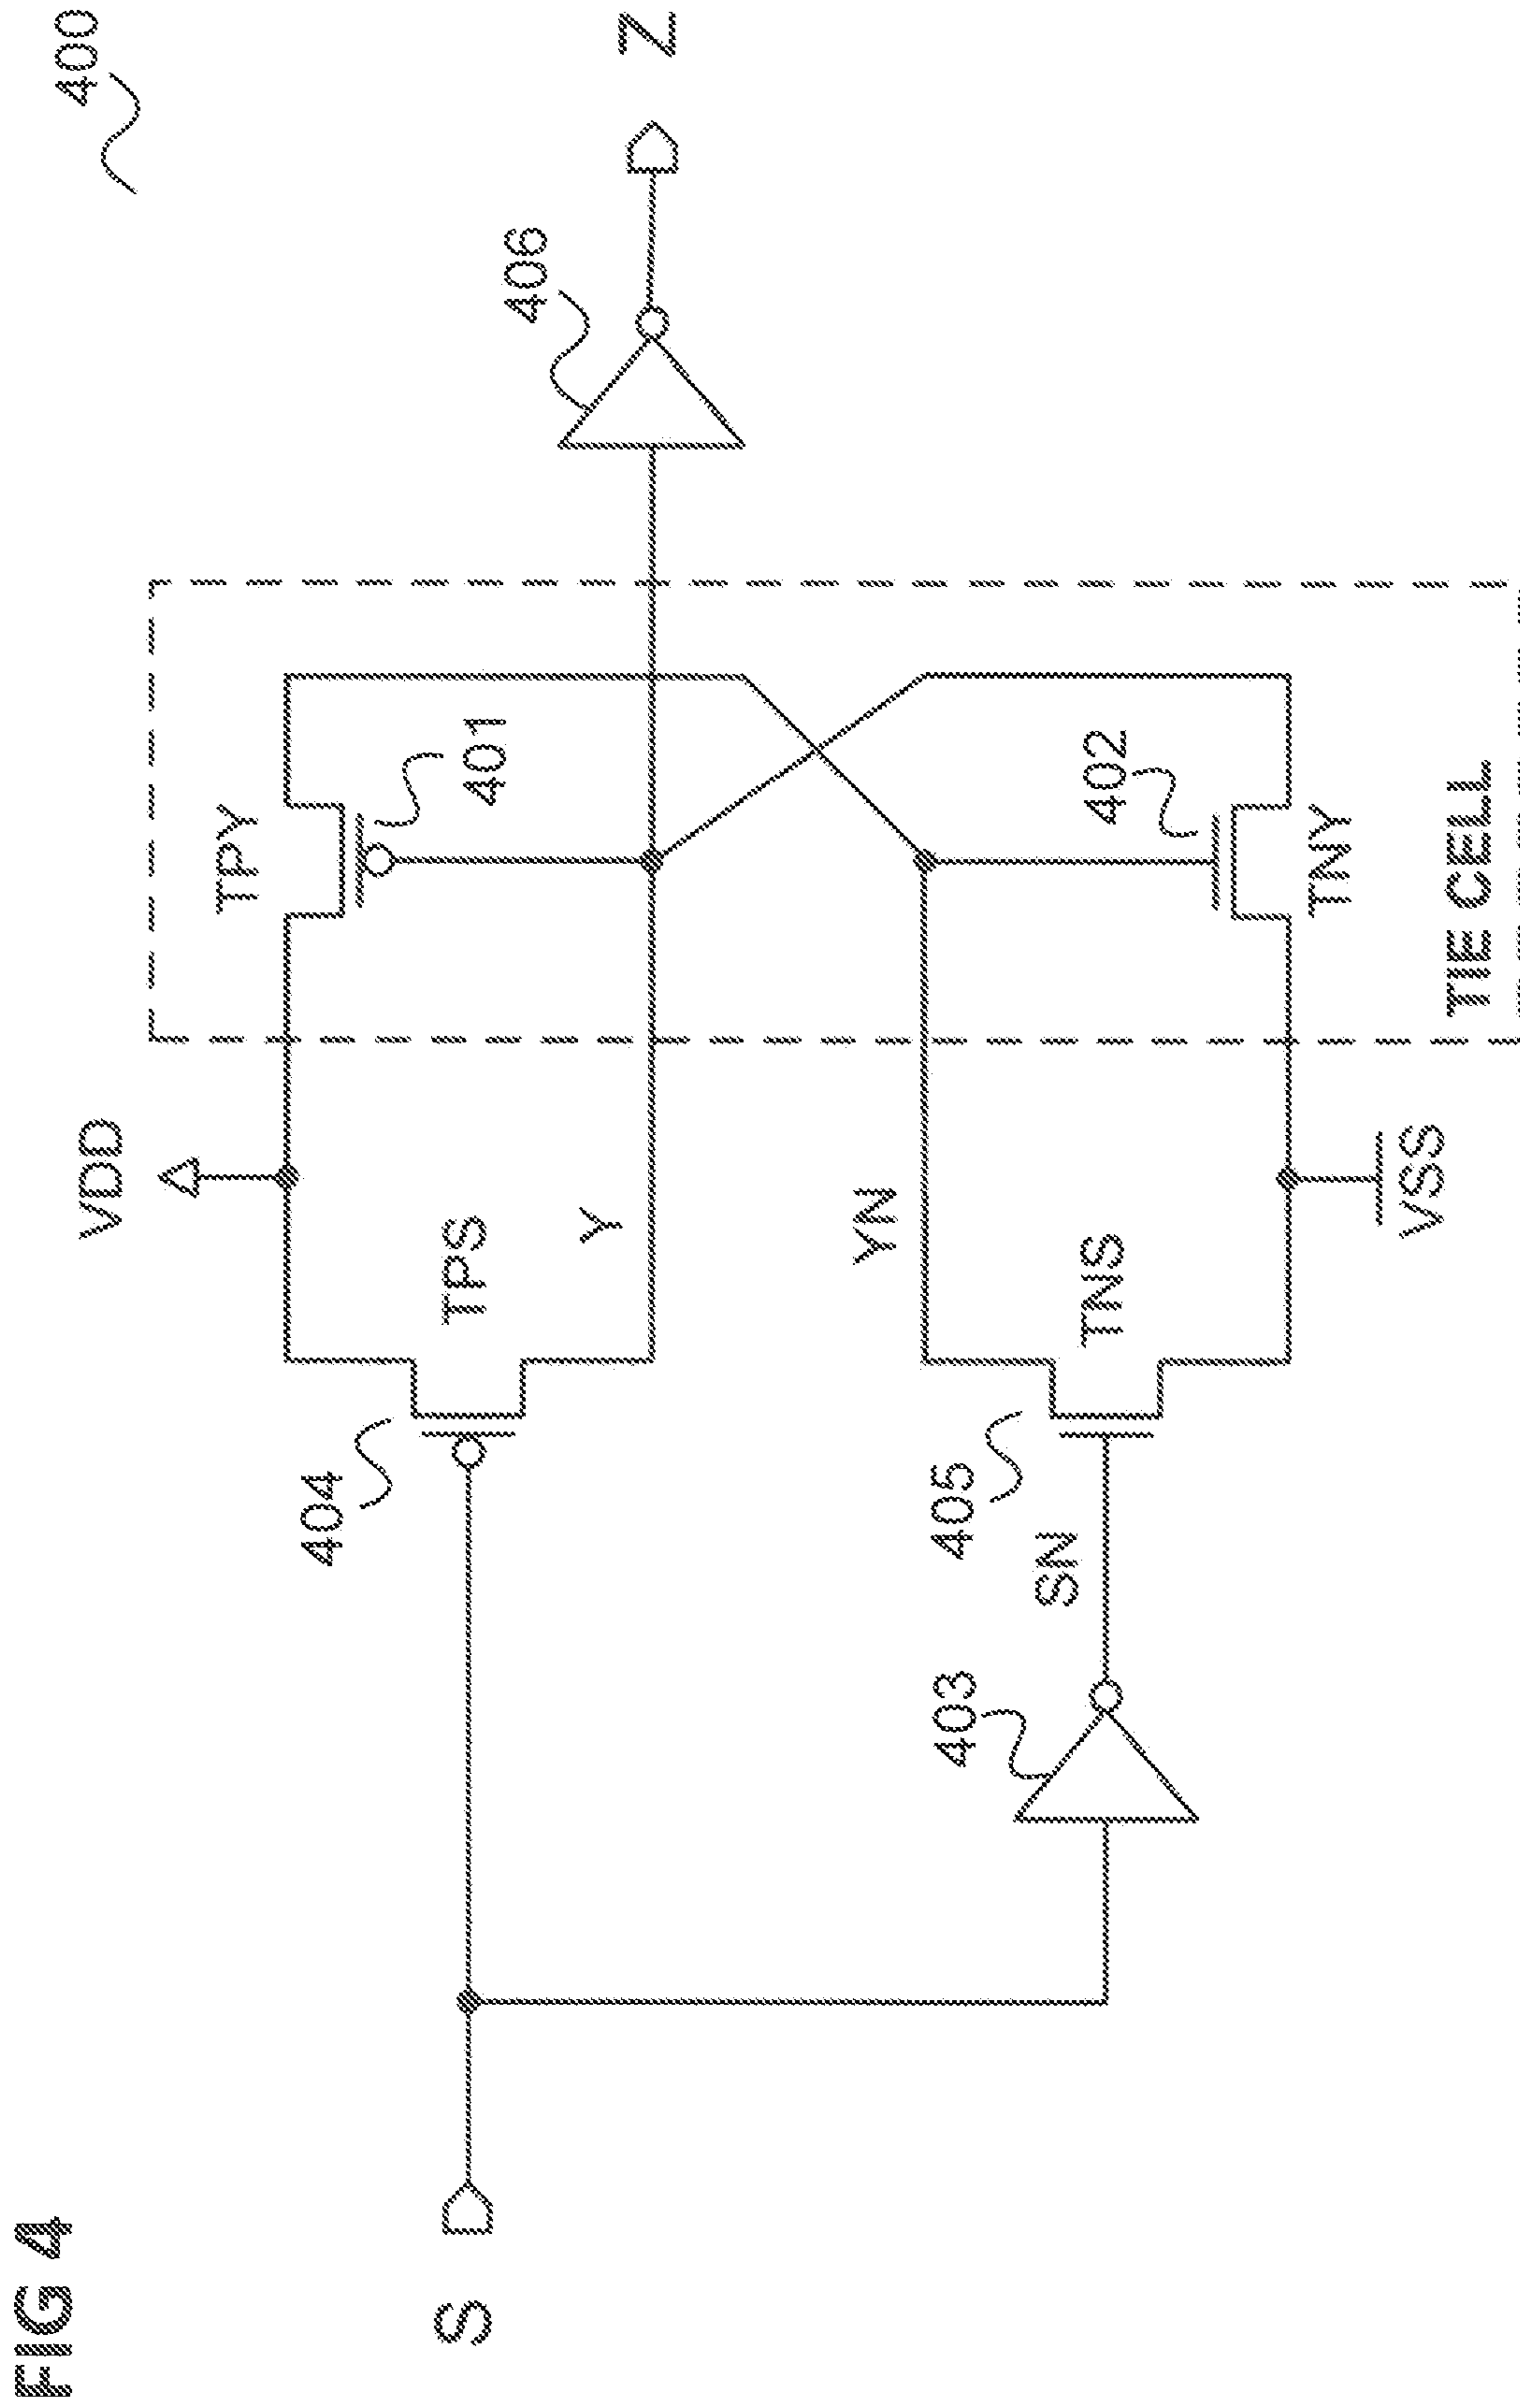 FIG 4
400
VDD
TPY
401
404
TPS
Y
406
Z
S
YN
403
SN
405
TNS
402
TNY
VSS
TIE CELL